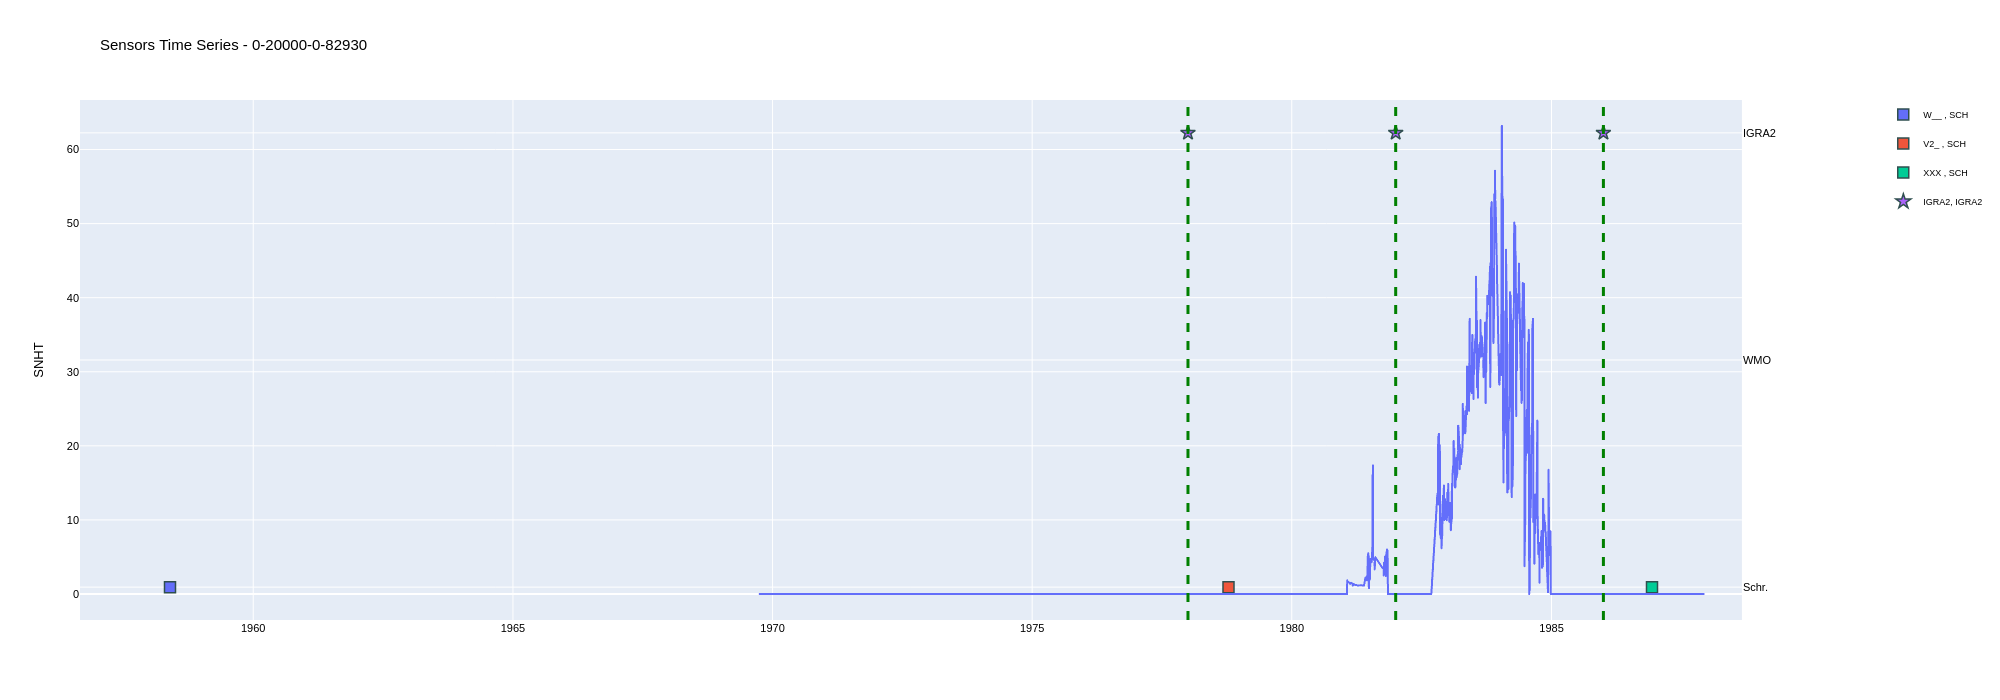 Sensors Time Series - 0-20000-0-82930
W__ , SCH
V2_ , SCH
XXX , SCH
IGRA2, IGRA2
IGRA2
WMO
Schr.
SNHT
60
50
40
30
20
10
0
1960
1965
1970
1975
1980
1985